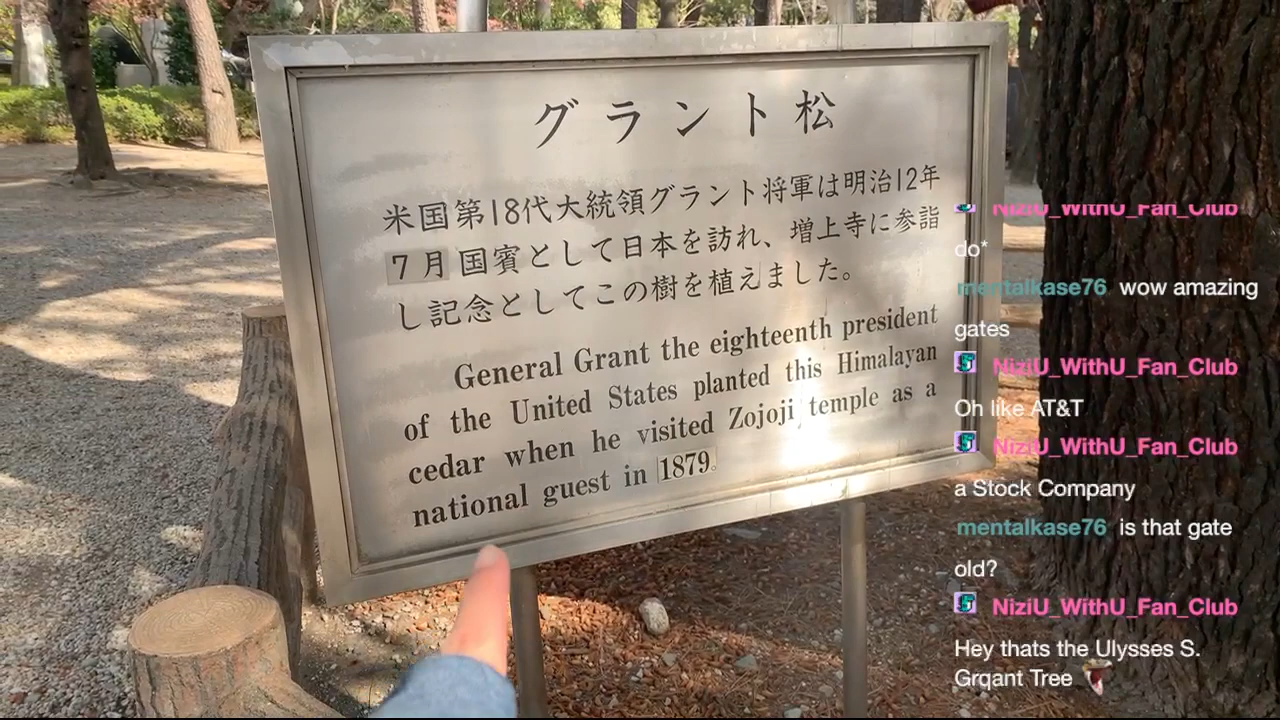 グラント松
米国第18代大統領グラント将軍は明治12年
7月国賓として日本を訪れ、増上寺に参詣
し記念としてこの樹を植えました。
General Grant the eighteenth president
of the United States planted this Himalayan
cedar when he visited Zojoji temple as a
national guest in 1879.
NiziU_WithU_Fan_Club
do*
mentalkase76 wow amazing
gates
NiziU_WithU_Fan_Club
Oh like AT&T
NiziU_WithU_Fan_Club
a Stock Company
mentalkase76 is that gate
old?
NiziU_WithU_Fan_Club
Hey thats the Ulysses S.
Grqant Tree